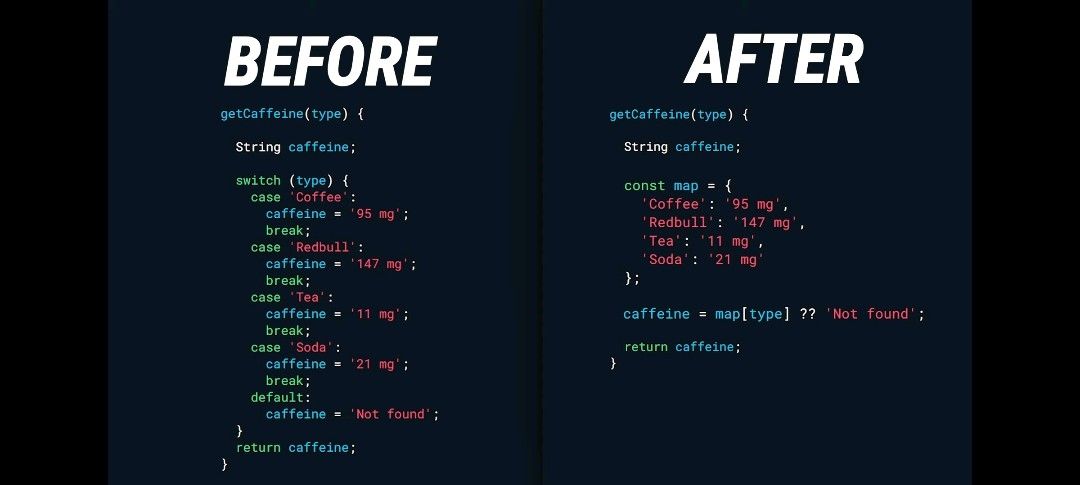 BEFORE
getCaffeine(type) {
String caffeine;
switch (type) {
case 'Coffee':
caffeine = '95 mg';
break;
case 'Redbull':
caffeine = '147 mg';
break;
case 'Tea':
caffeine = '11 mg';
break;
case 'Soda':
caffeine = '21 mg';
break;
default:
caffeine = 'Not found';
}
return caffeine;
}
AFTER
getCaffeine(type) {
String caffeine;
const map = {
'Coffee': '95 mg',
'Redbull': '147 mg',
'Tea': '11 mg',
'Soda': '21 mg'
};
caffeine = map[type] ?? 'Not found';
return caffeine;
}